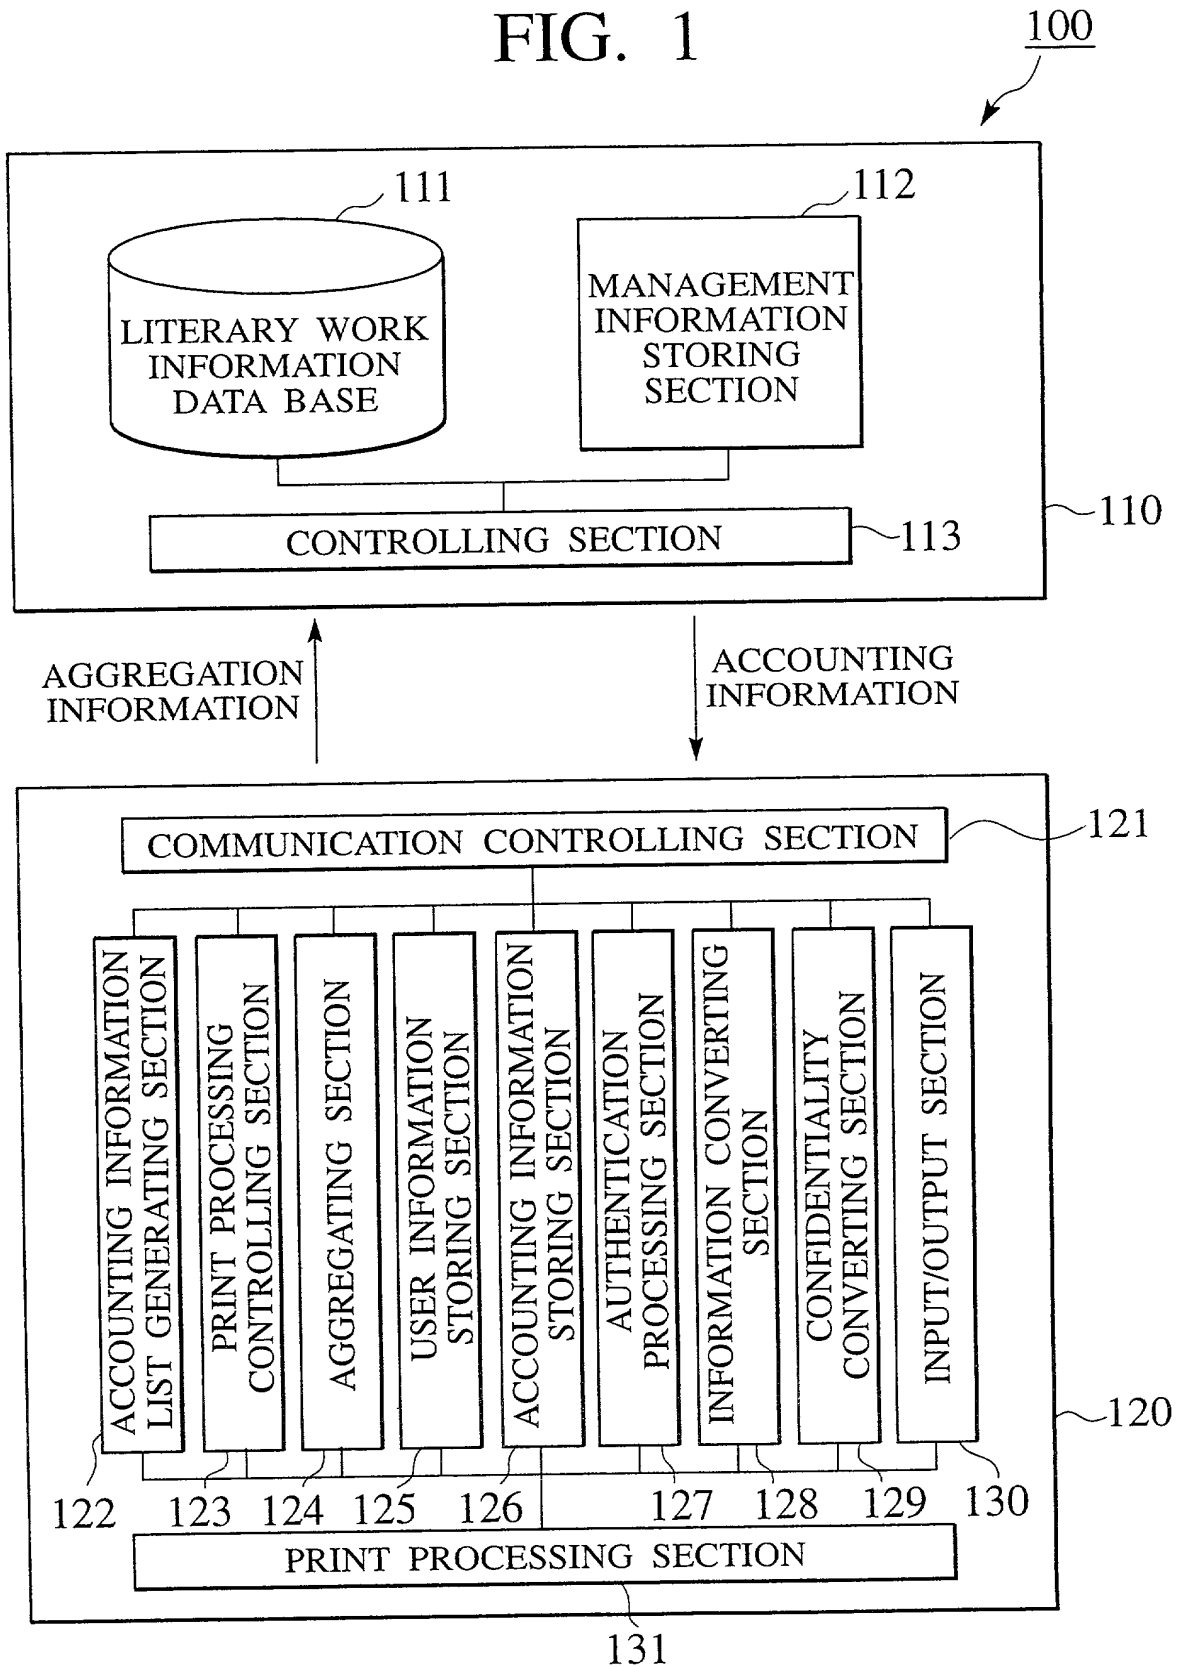 FIG. 1
100
111
112
LITERARY WORK
INFORMATION
DATA BASE
MANAGEMENT
INFORMATION
STORING
SECTION
110
CONTROLLING SECTION
113
AGGREGATION
INFORMATION
ACCOUNTING
INFORMATION
COMMUNICATION CONTROLLING SECTION
121
ACCOUNTING INFORMATION
LIST GENERATING SECTION
PRINT PROCESSING
CONTROLLING SECTION
AGGREGATING SECTION
USER INFORMATION
STORING SECTION
ACCOUNTING INFORMATION
STORING SECTION
AUTHENTICATION
PROCESSING SECTION
INFORMATION CONVERTING
SECTION
CONFIDENTIALITY
CONVERTING SECTION
INPUT/OUTPUT SECTION
120
122
123
124
125
126
127
128
129
130
PRINT PROCESSING SECTION
131